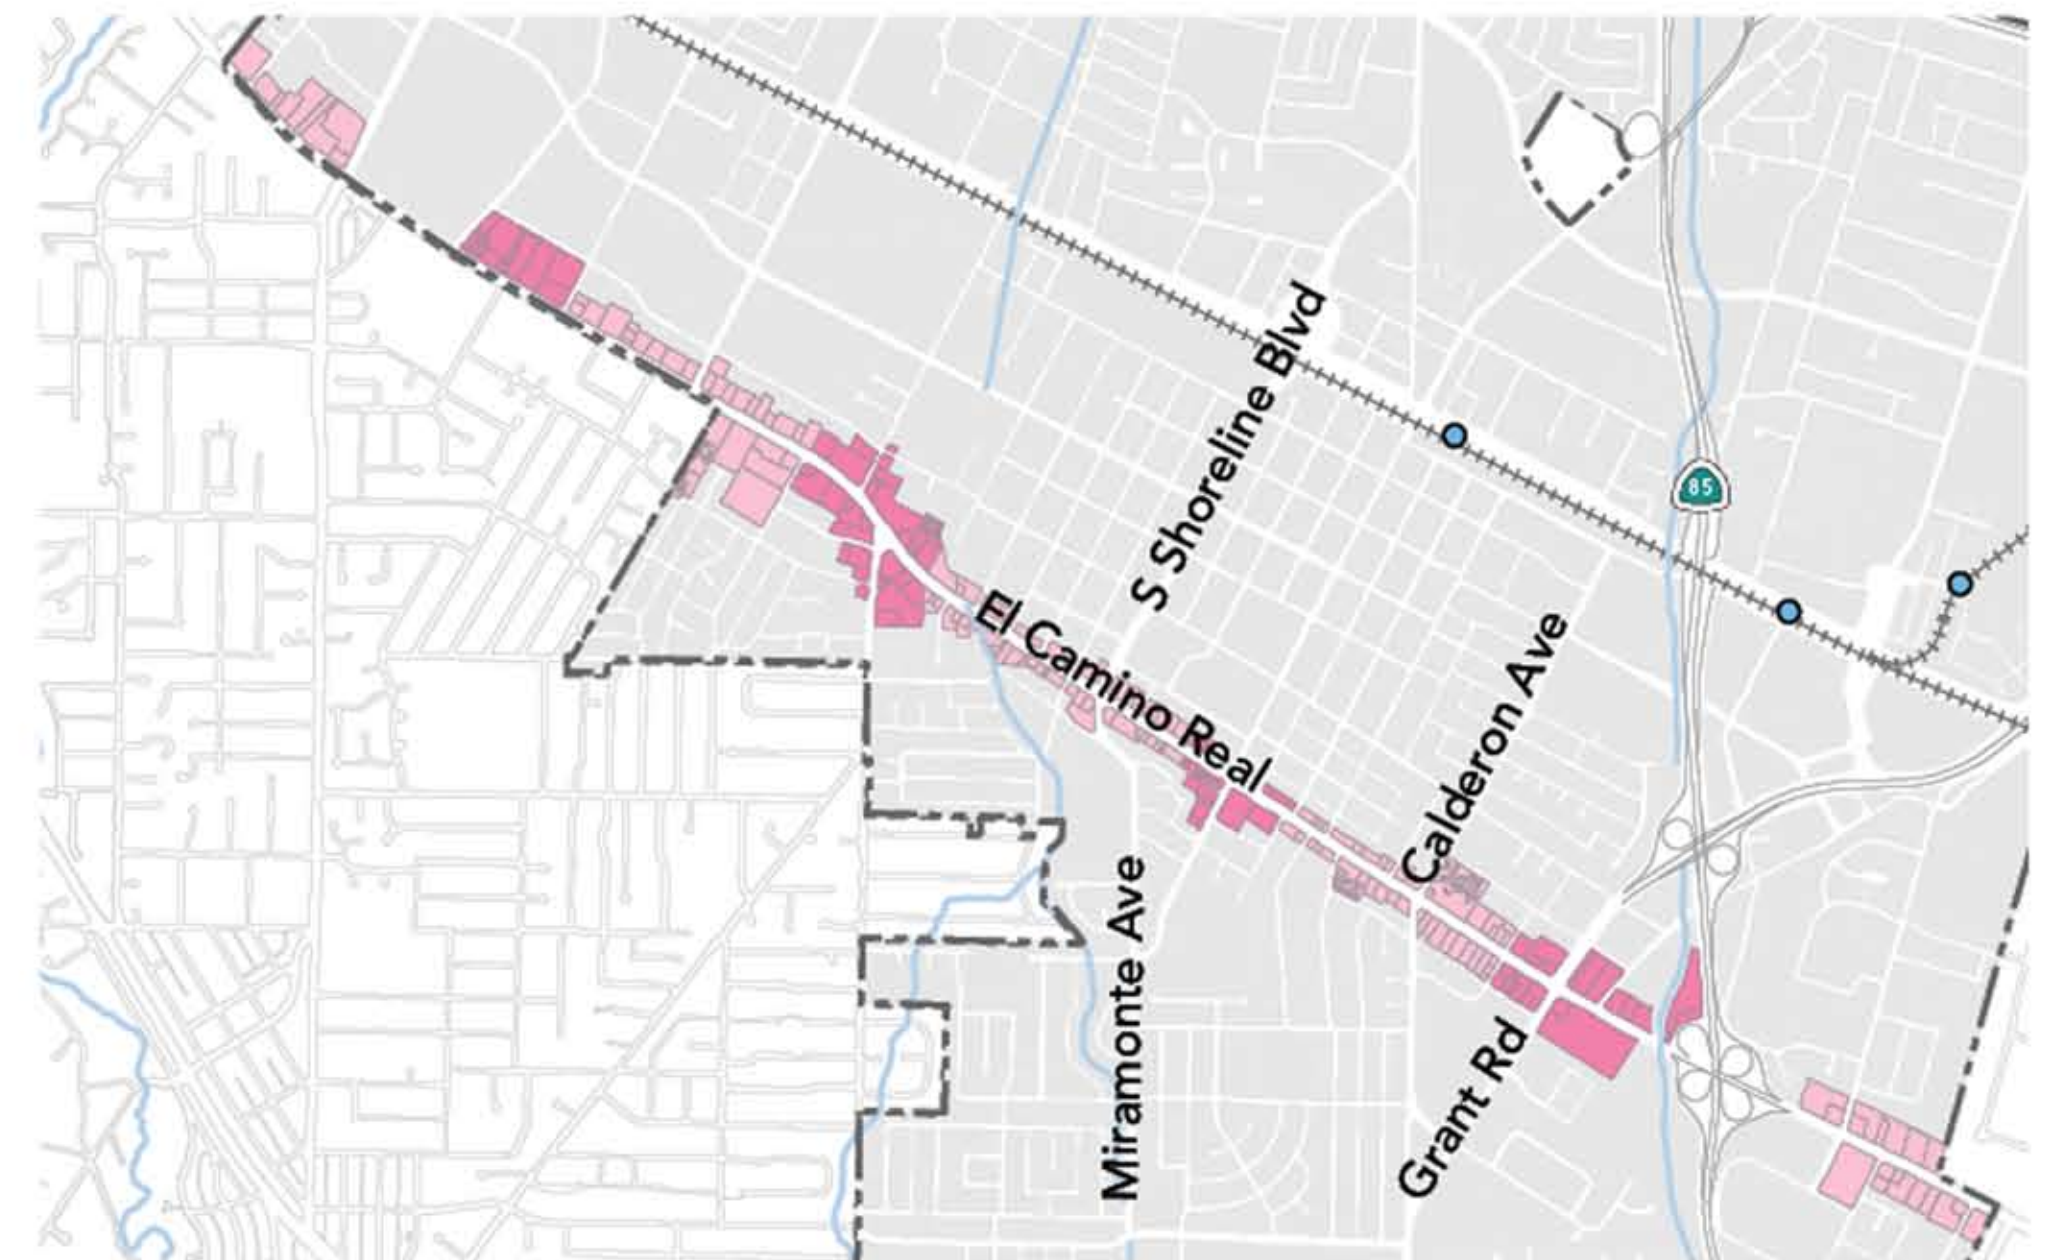 S Shoreline Blvd
85
El Camino Real
Calderon Ave
Miramonte Ave
Grant Rd